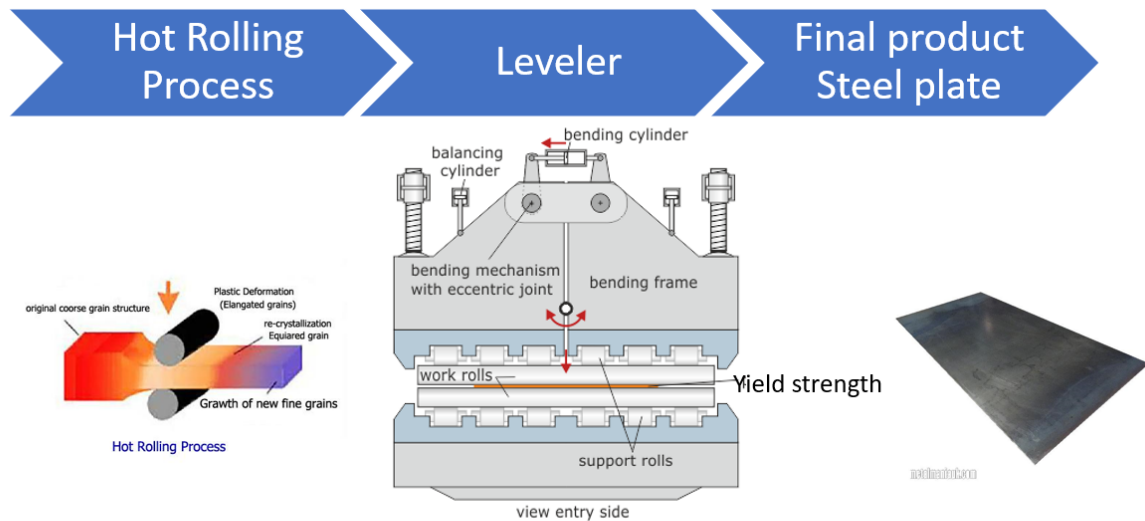 Hot Rolling
Process
Leveler
Final product
Steel plate
bending cylinder
balancing
cylinder
bending mechanism
with eccentric joint
bending frame
work rolls
Yield strength
support rolls
view entry side
Plastic Deformation
(Elangated grains)
original coorse grain structure
re-crystallization
Equiared grain
Grawth of new fine grains
Hot Rolling Process